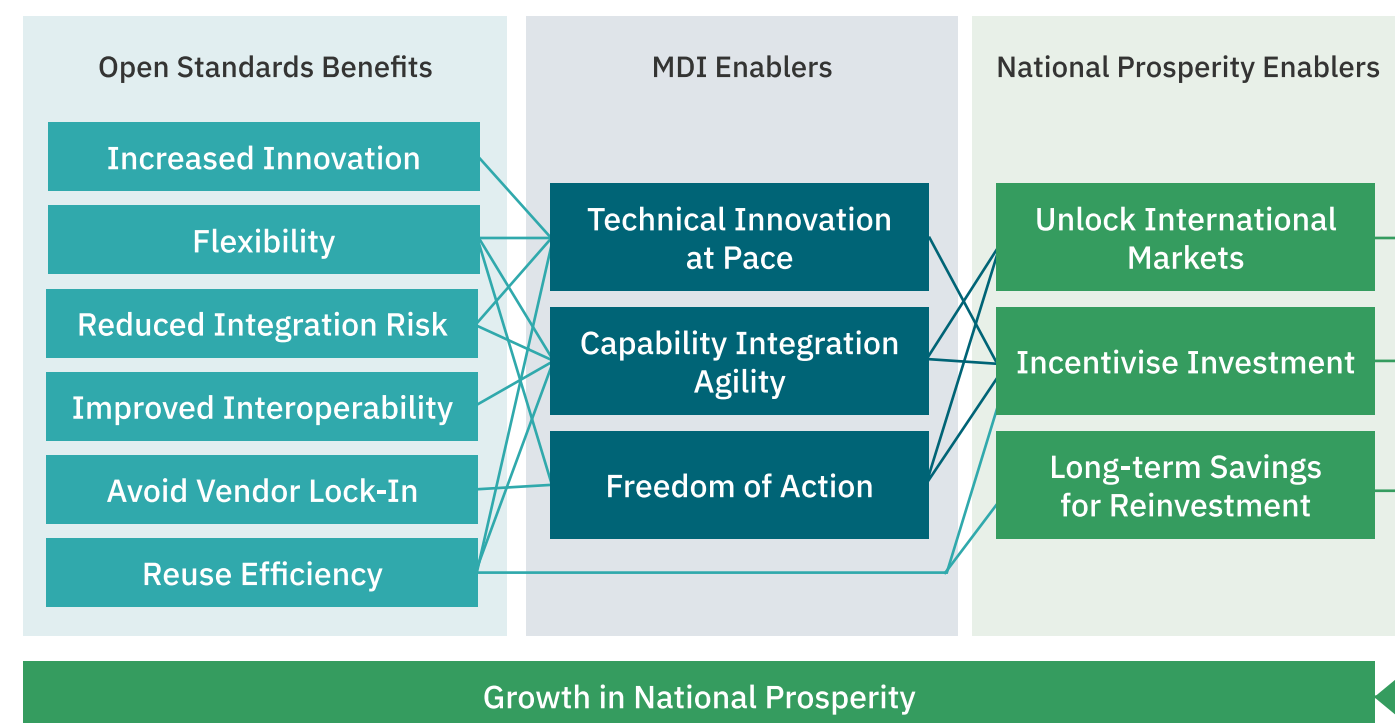 Open Standards Benefits
Increased Innovation
Flexibility
Reduced Integration Risk
Improved Interoperability
Avoid Vendor Lock-In
Reuse Efficiency
MDI Enablers
Technical Innovation
at Pace
Capability Integration
Agility
Freedom of Action
National Prosperity Enablers
Unlock International
Markets
Incentivise Investment
Long-term Savings
for Reinvestment
Growth in National Prosperity